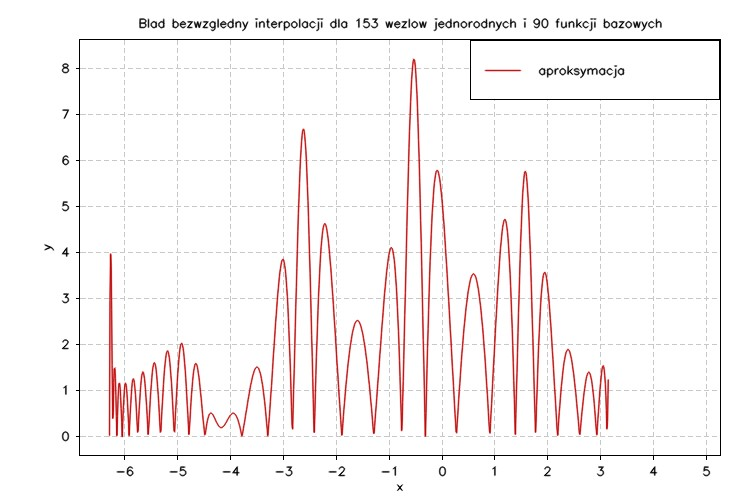 Blad bezwzgledny interpolacji dla 153 wezlow jednorodnych i 90 funkcji bazowych
aproksymacja
8
7
6
5
4
3
2
1
0
y
−6 −5 −4 −3 −2 −1 0 1 2 3 4 5
x